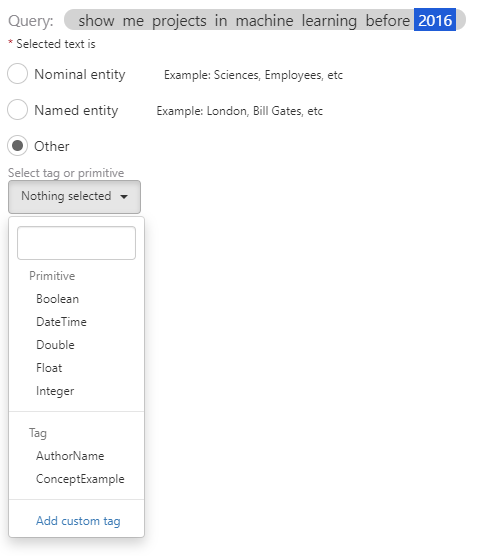 Query: show me projects in machine learning before 2016
* Selected text is
Nominal entity Example: Sciences, Employees, etc
Named entity Example: London, Bill Gates, etc
Other
Select tag or primitive
Nothing selected
Primitive
Boolean
DateTime
Double
Float
Integer
Tag
AuthorName
ConceptExample
Add custom tag